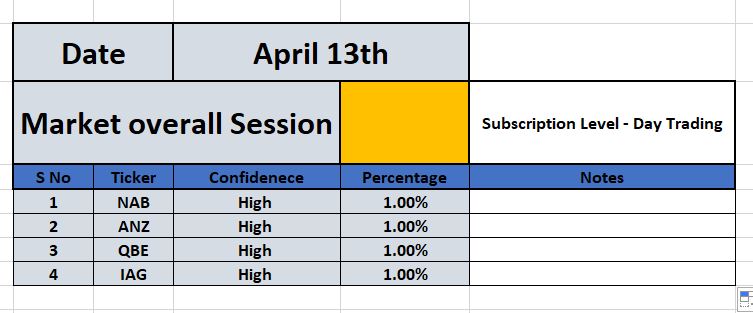 Date April 13th
Market overall Session
Subscription Level - Day Trading
S No Ticker Confidenece Percentage Notes
1 NAB High 1.00%
2 ANZ High 1.00%
3 QBE High 1.00%
4 IAG High 1.00%